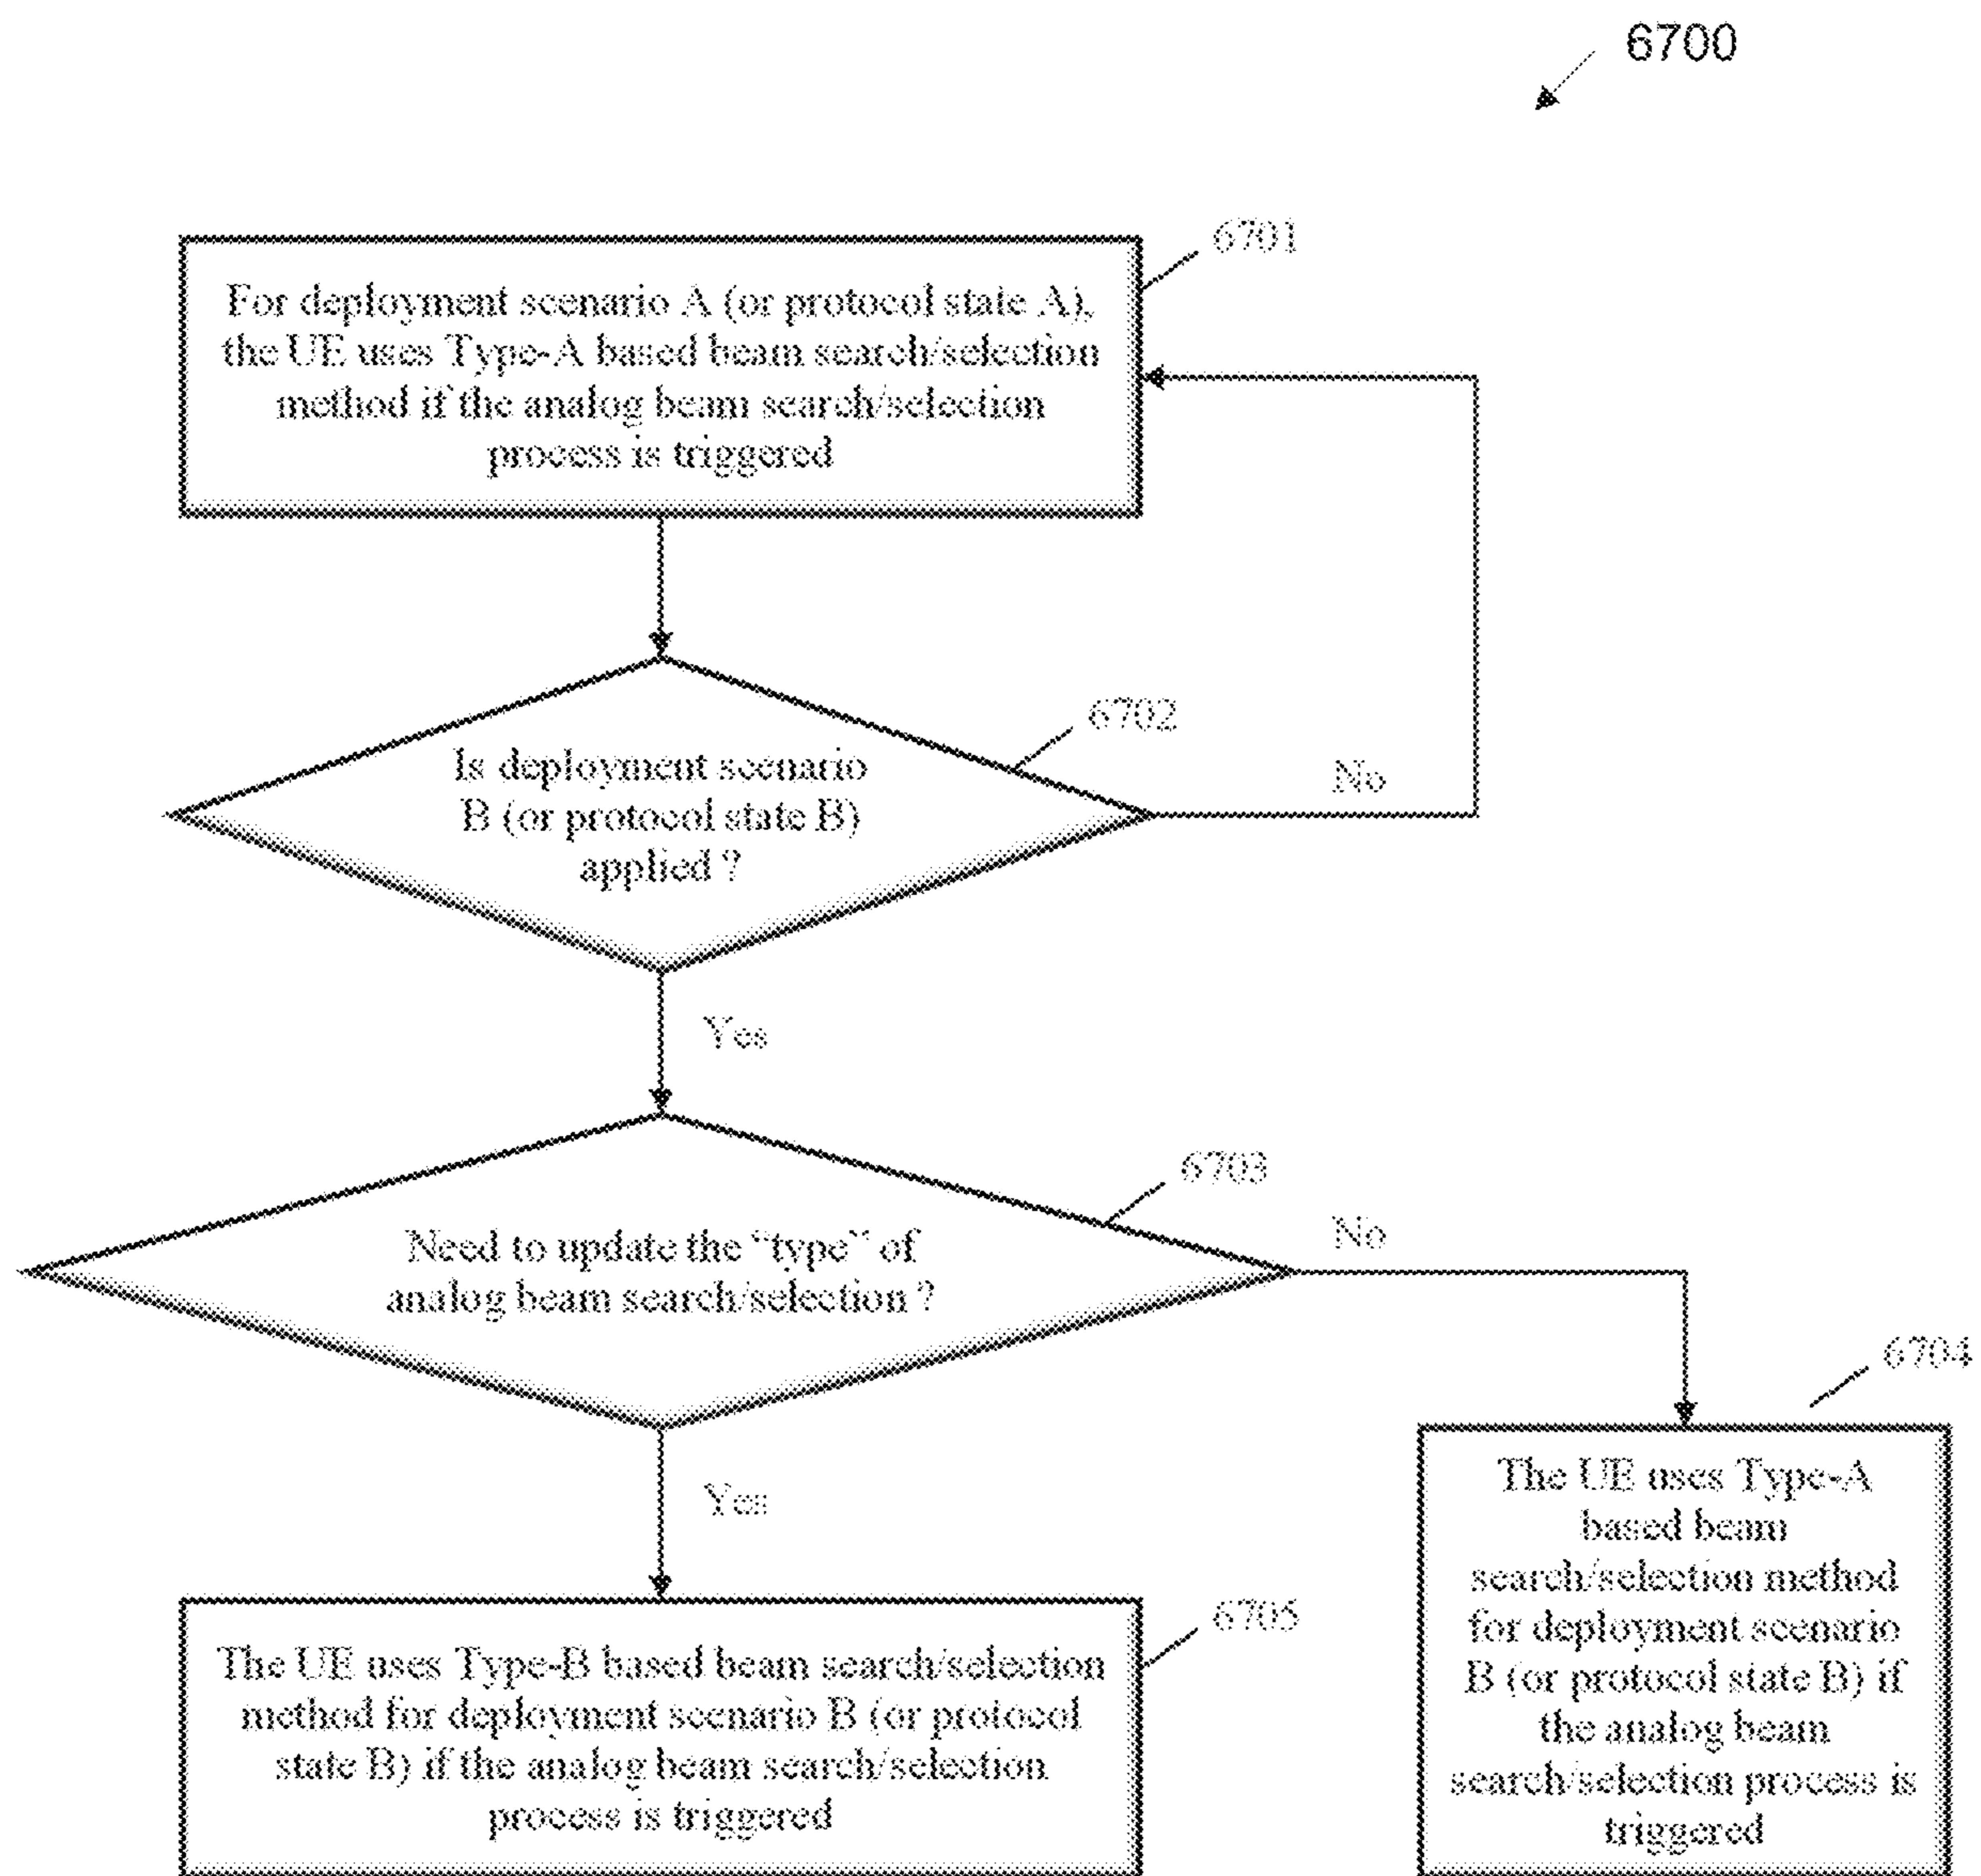 6700
6701
For deployment scenario A (or protocol state A),
the UE uses Type-A based beam search/selection
method if the analog beam search/selection
process is triggered
6702
Is deployment scenario
B (or protocol state B)
applied ?
No
Yes
6703
Need to update the “type” of
analog beam search/selection ?
No
Yes
6704
The UE uses Type-A
based beam
search/selection method
for deployment scenario
B (or protocol state B) if
the analog beam
search/selection process is
triggered
6705
The UE uses Type-B based beam search/selection
method for deployment scenario B (or protocol
state B) if the analog beam search/selection
process is triggered